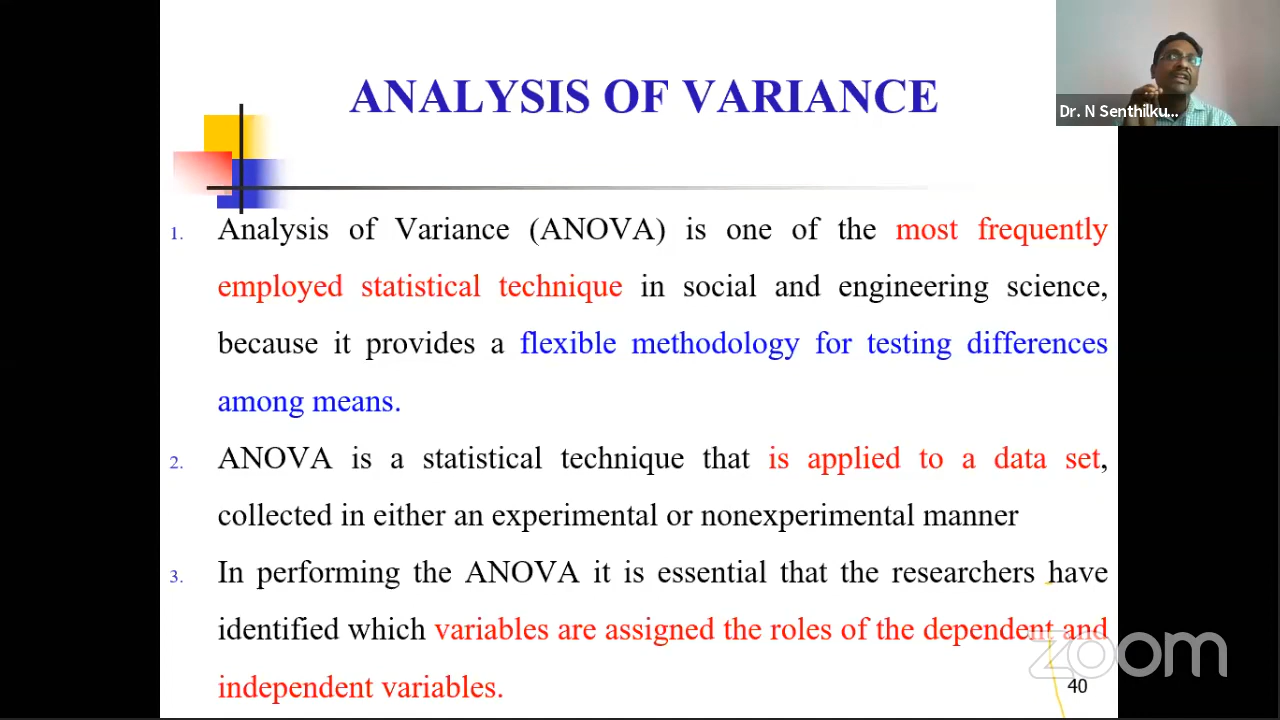 ANALYSIS OF VARIANCE
Dr. N Senthilku...
1. Analysis of Variance (ANOVA) is one of the most frequently
employed statistical technique in social and engineering science,
because it provides a flexible methodology for testing differences
among means.
2. ANOVA is a statistical technique that is applied to a data set,
collected in either an experimental or nonexperimental manner
3. In performing the ANOVA it is essential that the researchers have
identified which variables are assigned the roles of the dependent and
independent variables.
zoom
40